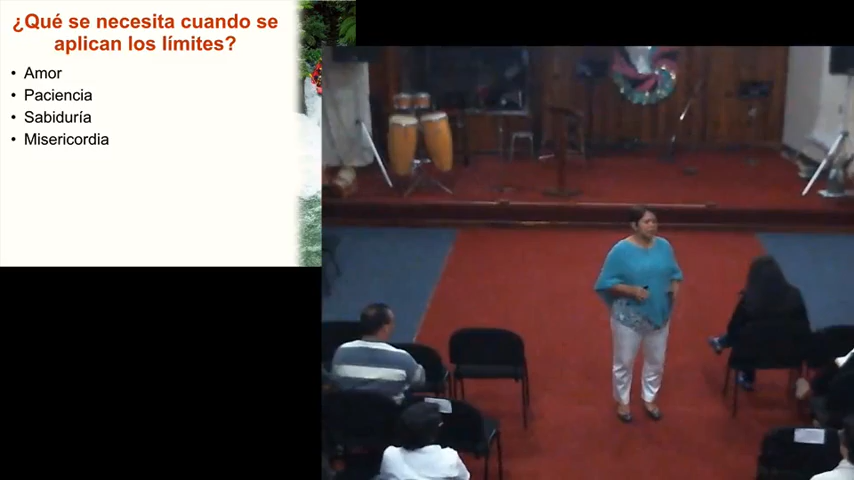 ¿Qué se necesita cuando se
aplican los límites?
• Amor
• Paciencia
• Sabiduría
• Misericordia